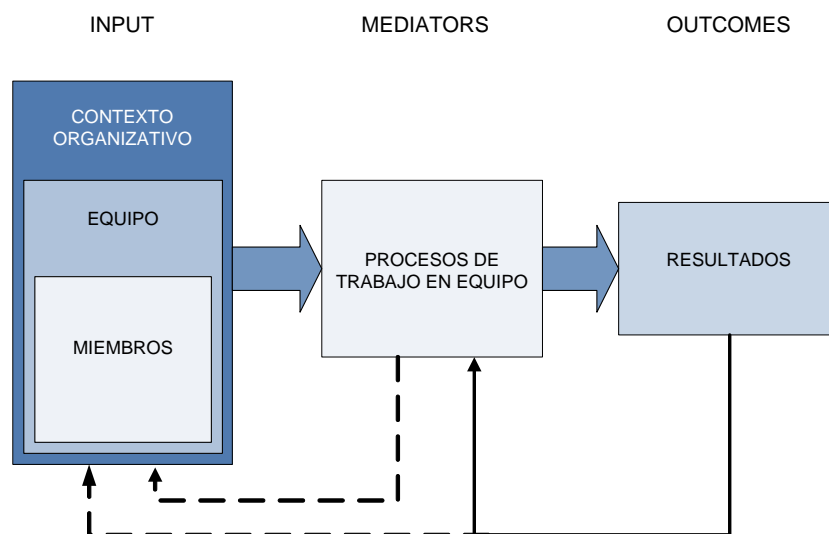 INPUT
MEDIATORS
OUTCOMES
CONTEXTO
ORGANIZATIVO
EQUIPO
MIEMBROS
PROCESOS DE
TRABAJO EN EQUIPO
RESULTADOS